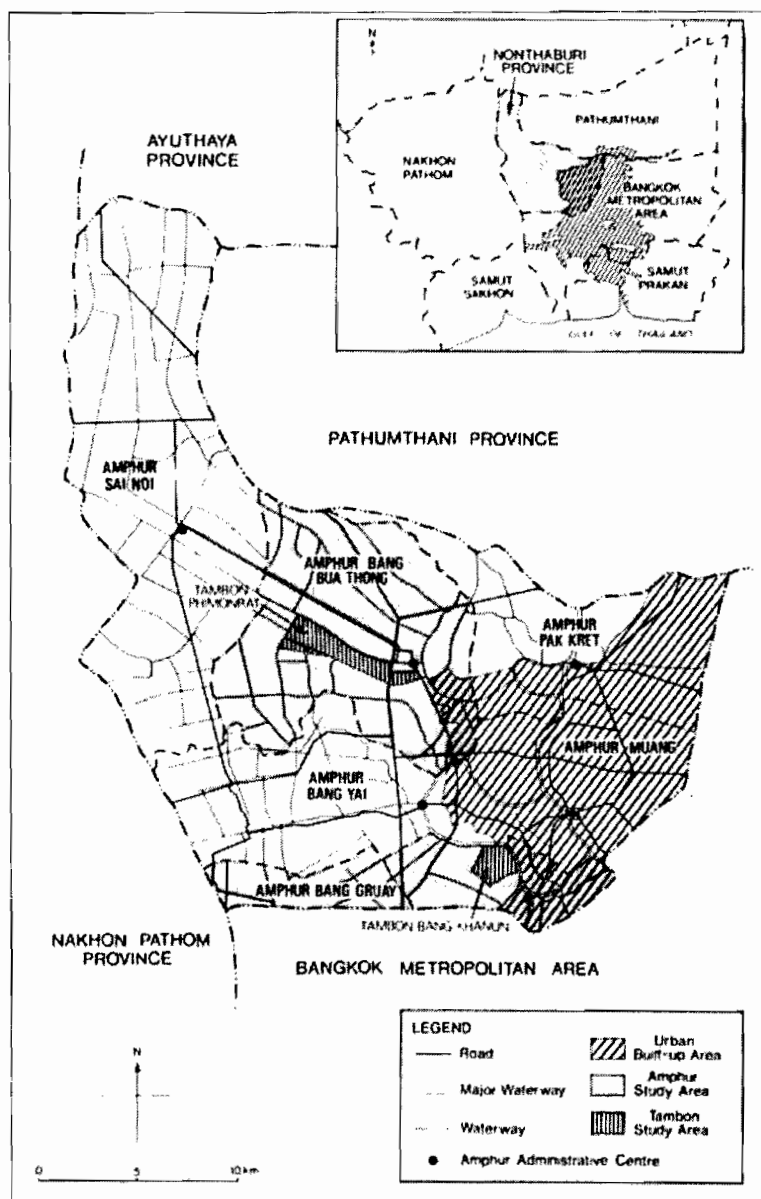 N
NONTHABURI
PROVINCE
PATHUMTHANI
NAKHON
PATHOM
BANGKOK
METROPOLITAN
AREA
SAMUT
SAKHON
SAMUT
PRAKAN
GULF OF THAILAND
AYUTHAYA
PROVINCE
PATHUMTHANI PROVINCE
AMPHUR
SAI NOI
AMPHUR BANG
BUA THONG
TAMBON
PHIMONRAT
AMPHUR
PAK KRET
AMPHUR MUANG
AMPHUR
BANG YAI
AMPHUR BANG GRUAY
TAMBON BANG KHANUN
NAKHON PATHOM
PROVINCE
BANGKOK METROPOLITAN AREA
N
0 5 10 km
LEGEND
Road
Major Waterway
Waterway
Amphur Administrative Centre
Urban
Built-up Area
Amphur
Study Area
Tambon
Study Area